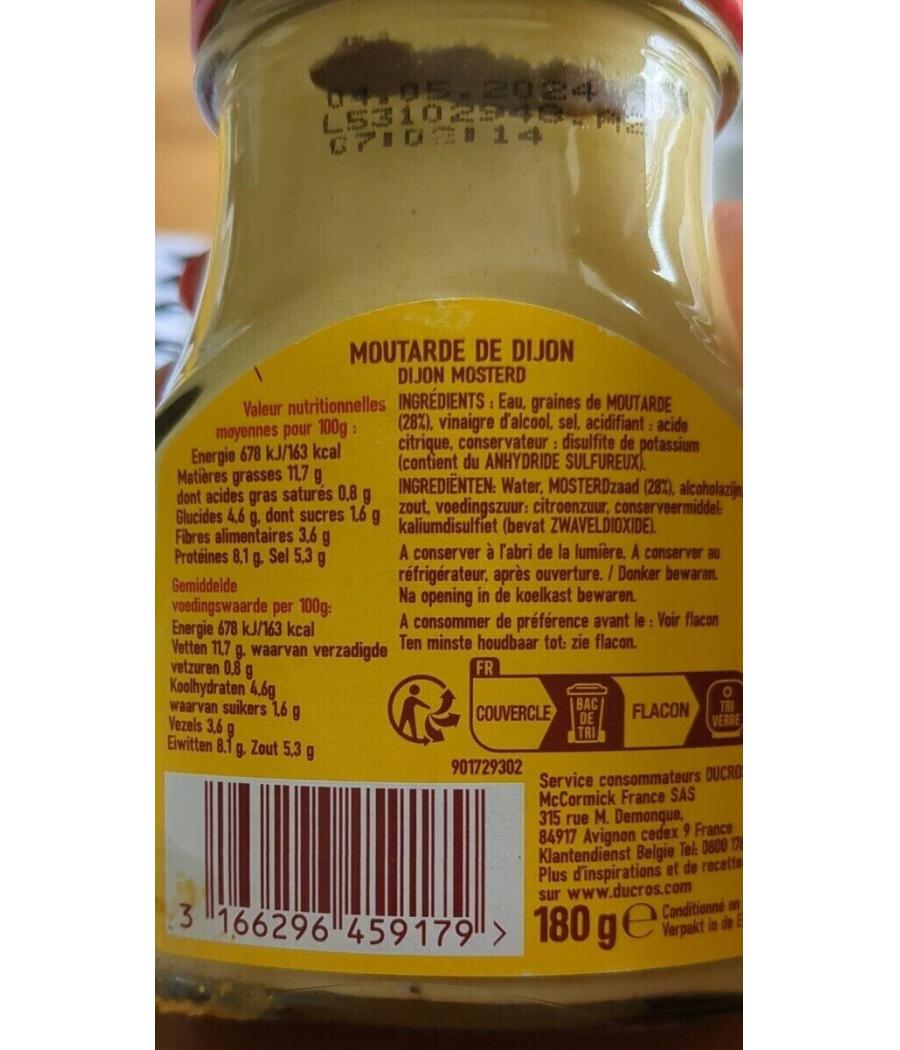 04.05.2024
MOUTARDE DE DIJON
DIJON MOSTERD
Valeur nutritionnelles
moyennes pour 100g :
Energie 678 kJ/163 kcal
Matières grasses 11,7 g
dont acides gras saturés 0,8 g
Glucides 4,6 g, dont sucres 1,6 g
Fibres alimentaires 3,6 g
Protéines 8,1 g, Sel 5,3 g
Gemiddelde
voedingswaarde per 100g:
Energie 678 kJ/163 kcal
Vetten 11,7 g, waarvan verzadigde
vetzuren 0,8 g
Koolhydraten 4,6g
waarvan suikers 1,6 g
Vezels 3,6 g
Eiwitten 8.1 g, Zout 5,3 g
INGRÉDIENTS : Eau, graines de MOUTARDE
(28%), vinaigre d'alcool, sel, acidifiant : acide
citrique, conservateur : disulfite de potassium
(contient du ANHYDRIDE SULFUREUX).
INGREDIËNTEN: Water, MOSTERDzaad (28%), alcoholazijn,
zout, voedingszuur: citroenzuur, conserveermiddel:
kaliumdisulfiet (bevat ZWAVELDIOXIDE).
A conserver à l'abri de la lumière. A conserver au
réfrigérateur, après ouverture. / Donker bewaren.
Na opening in de koelkast bewaren.
A consommer de préférence avant le : Voir flacon
Ten minste houdbaar tot: zie flacon.
FR
COUVERCLE
BAC
DE
TRI
FLACON
TRI
VERRE
901729302
Service consommateurs DUCROS
McCormick France SAS
315 rue M. Demonque,
84917 Avignon cedex 9 France
Klantendienst Belgie Tel: 0800
Plus d'inspirations et de recette
sur www.ducros.com
180 g e Conditionné en
Verpakt in de E
3 166296 459179 >